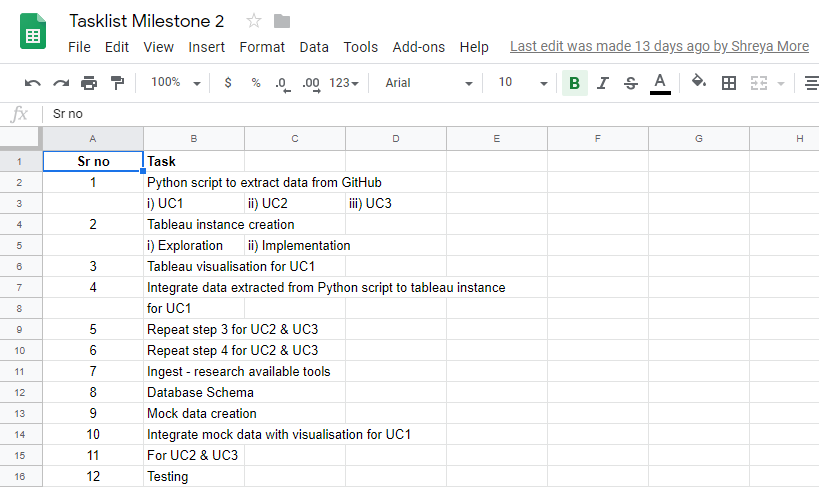 Tasklist Milestone 2
File Edit View Insert Format Data Tools Add-ons Help Last edit was made 13 days ago by Shreya More
100% $ % .0 .00 123 Arial 10 B I S A
fx Sr no
A B C D E F G H
1 Sr no Task
2 1 Python script to extract data from GitHub
3 i) UC1 ii) UC2 iii) UC3
4 2 Tableau instance creation
5 i) Exploration ii) Implementation
6 3 Tableau visualisation for UC1
7 4 Integrate data extracted from Python script to tableau instance
8 for UC1
9 5 Repeat step 3 for UC2 & UC3
10 6 Repeat step 4 for UC2 & UC3
11 7 Ingest - research available tools
12 8 Database Schema
13 9 Mock data creation
14 10 Integrate mock data with visualisation for UC1
15 11 For UC2 & UC3
16 12 Testing